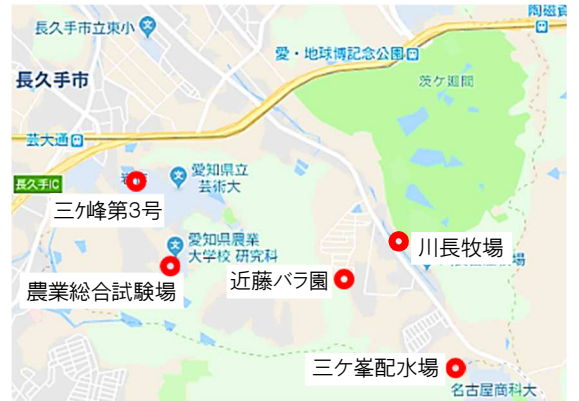 陶磁資
長久手市立東小
愛・地球博記念公園
長久手市
茨ケ廻間
芸大通
愛知県立
芸術大
長久手IC
三ケ峰第3号
愛知県農業
大学校 研究科
川長牧場
農業総合試験場
近藤バラ園
三ケ峯配水場
名古屋商科大